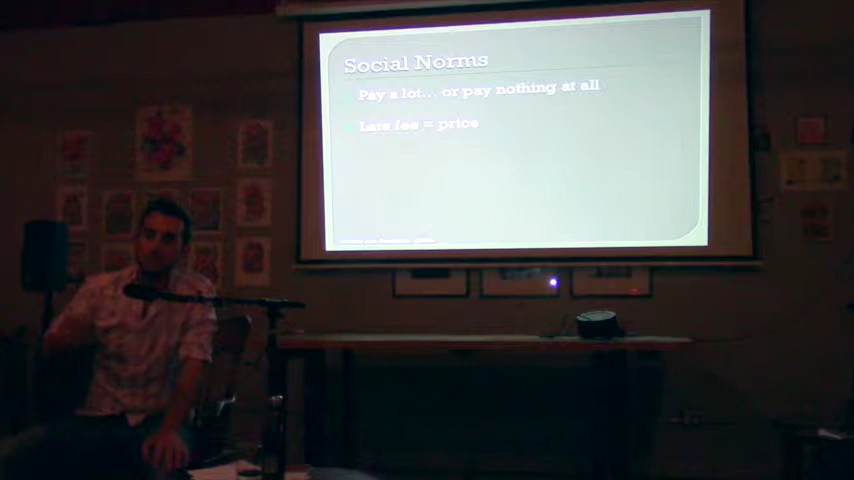 Social Norms
Pay a lot... or pay nothing at all
Late fee = price